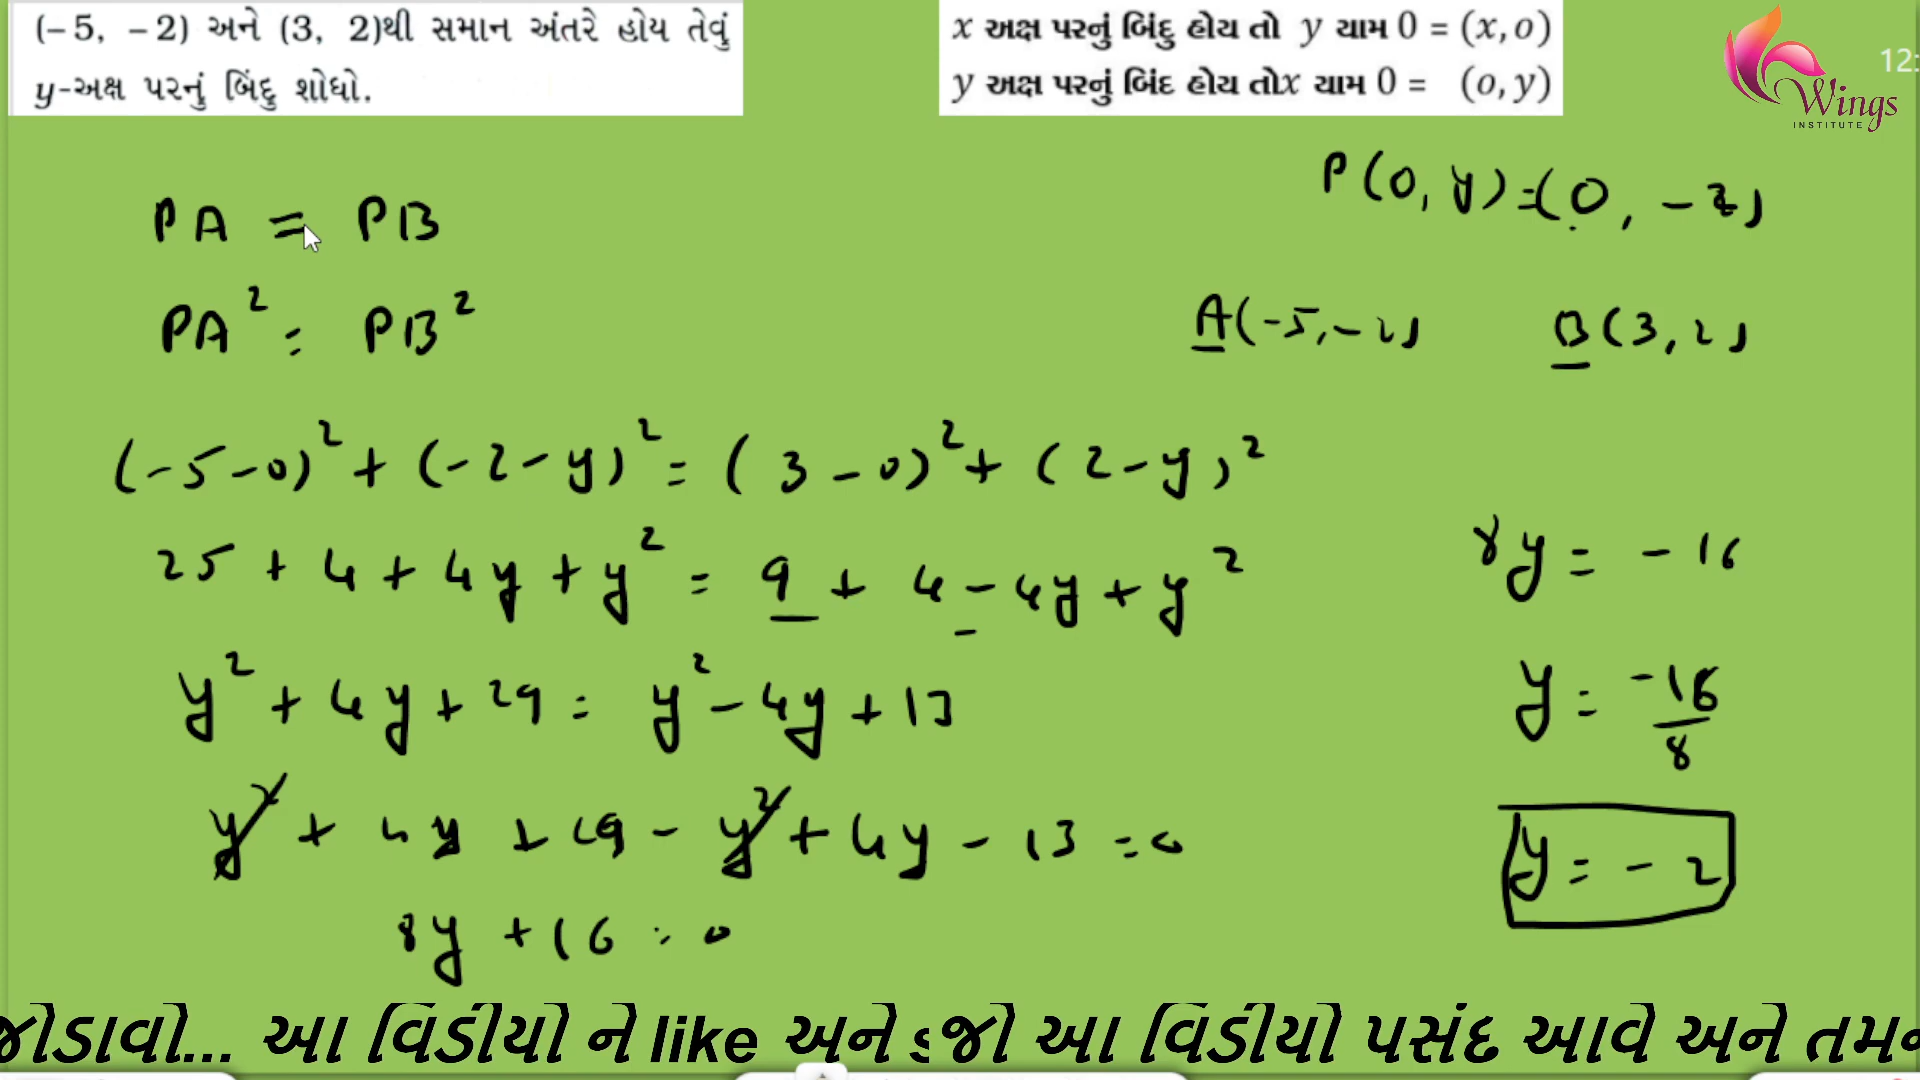 (– 5, – 2) અને (3, 2)થી સમાન અંતરે હોય તેવું
y-અક્ષ પરનું બિંદુ શોધો.
x અક્ષ પરનું બિંદુ હોય તો y યામ 0 = (x, o)
y અક્ષ પરનું બિંદ હોય તોx યામ 0 = (o, y)
Wings
INSTITUTE
12:
P(0, y)=(0, -2)
PA = PB
PA² = PB²
A(-5, -2) B(3, 2)
(-5-0)² + (-2-y)² = (3-0)² + (2-y)²
25 + 4 + 4y + y² = 9 + 4 - 4y + y²
y² + 4y + 29 = y² - 4y + 13
y² + 4y + 29 - y² + 4y - 13 = 0
8y + 16 = 0
8y = -16
y = -16/8
y = -2
જોડાવો... આ વિડીયો ને like અને s જો આ વિડીયો પસંદ આવે અને તમન